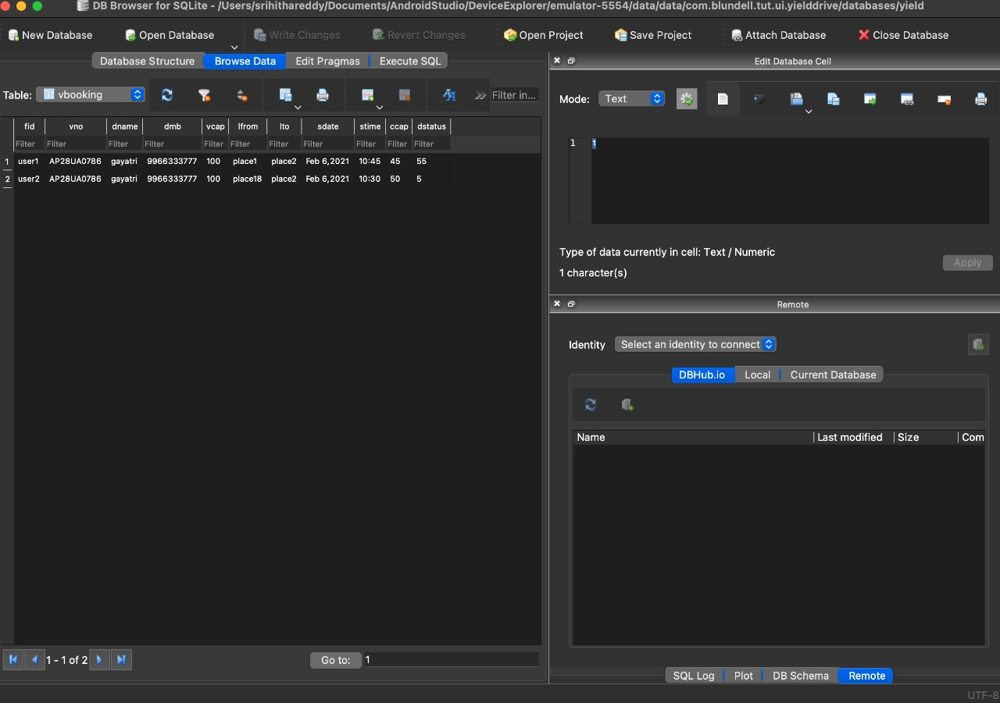 DB Browser for SQLite - /Users/srihithareddy/Documents/AndroidStudio/DeviceExplorer/emulator-5554/data/data/com.blundell.tut.ui.yielddrive/databases/yield
New Database Open Database Write Changes Revert Changes Open Project Save Project Attach Database Close Database
Database Structure Browse Data Edit Pragmas Execute SQL
Table: vbooking Filter in...
fid vno dname dmb vcap lfrom lto sdate stime ccap dstatus
Filter Filter Filter Filter Filter Filter Filter Filter Filter Filter Filter
1 user1 AP28UA0786 gayatri 9966333777 100 place1 place2 Feb 6,2021 10:45 45 55
2 user2 AP28UA0786 gayatri 9966333777 100 place18 place2 Feb 6,2021 10:30 50 5
1 - 1 of 2 Go to: 1
Edit Database Cell
Mode: Text
1 1
Type of data currently in cell: Text / Numeric
1 character(s)
Apply
Remote
Identity Select an identity to connect
DBHub.io Local Current Database
Name Last modified Size Com
SQL Log Plot DB Schema Remote
UTF-8